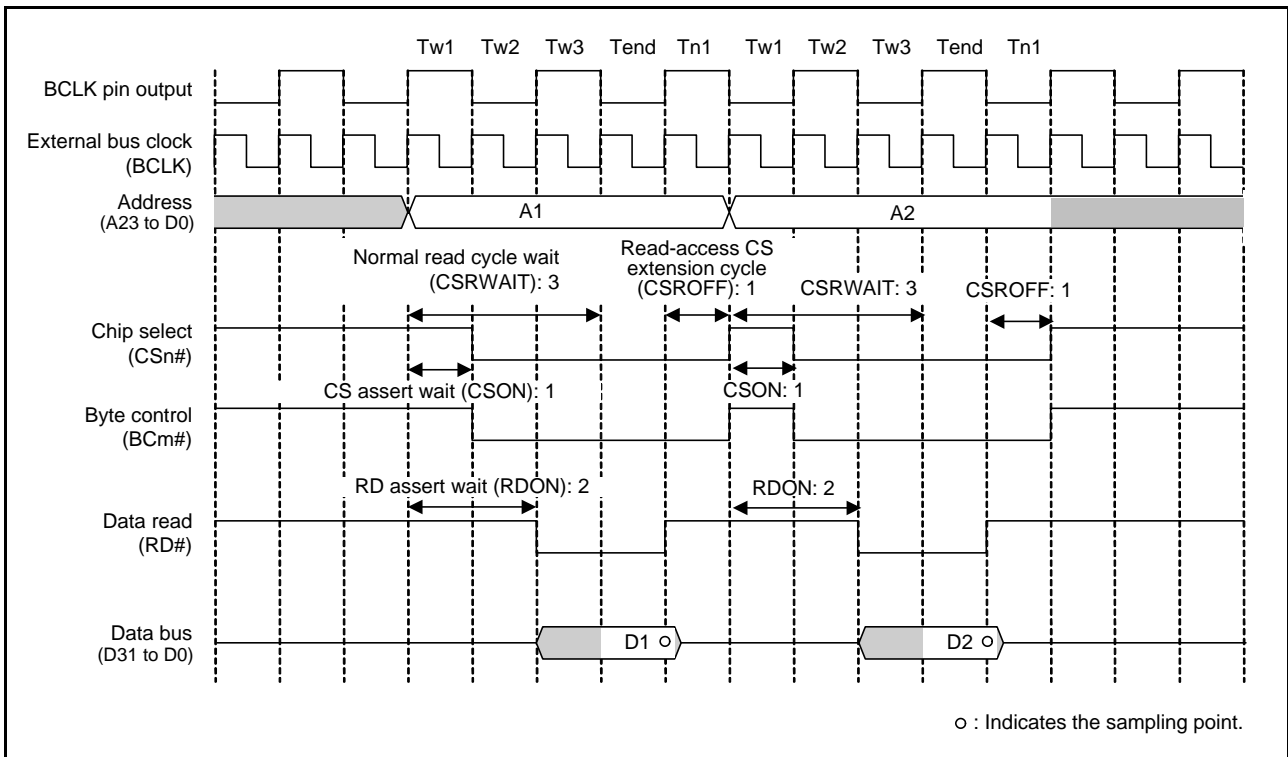 Tw1 Tw2 Tw3 Tend Tn1 Tw1 Tw2 Tw3 Tend Tn1
BCLK pin output
External bus clock
(BCLK)
Address
(A23 to D0)
A1
A2
Normal read cycle wait
(CSRWAIT): 3
Read-access CS
extension cycle
(CSROFF): 1
CSRWAIT: 3
CSROFF: 1
Chip select
(CSn#)
CS assert wait (CSON): 1
CSON: 1
Byte control
(BCm#)
RD assert wait (RDON): 2
RDON: 2
Data read
(RD#)
Data bus
(D31 to D0)
D1
D2
: Indicates the sampling point.